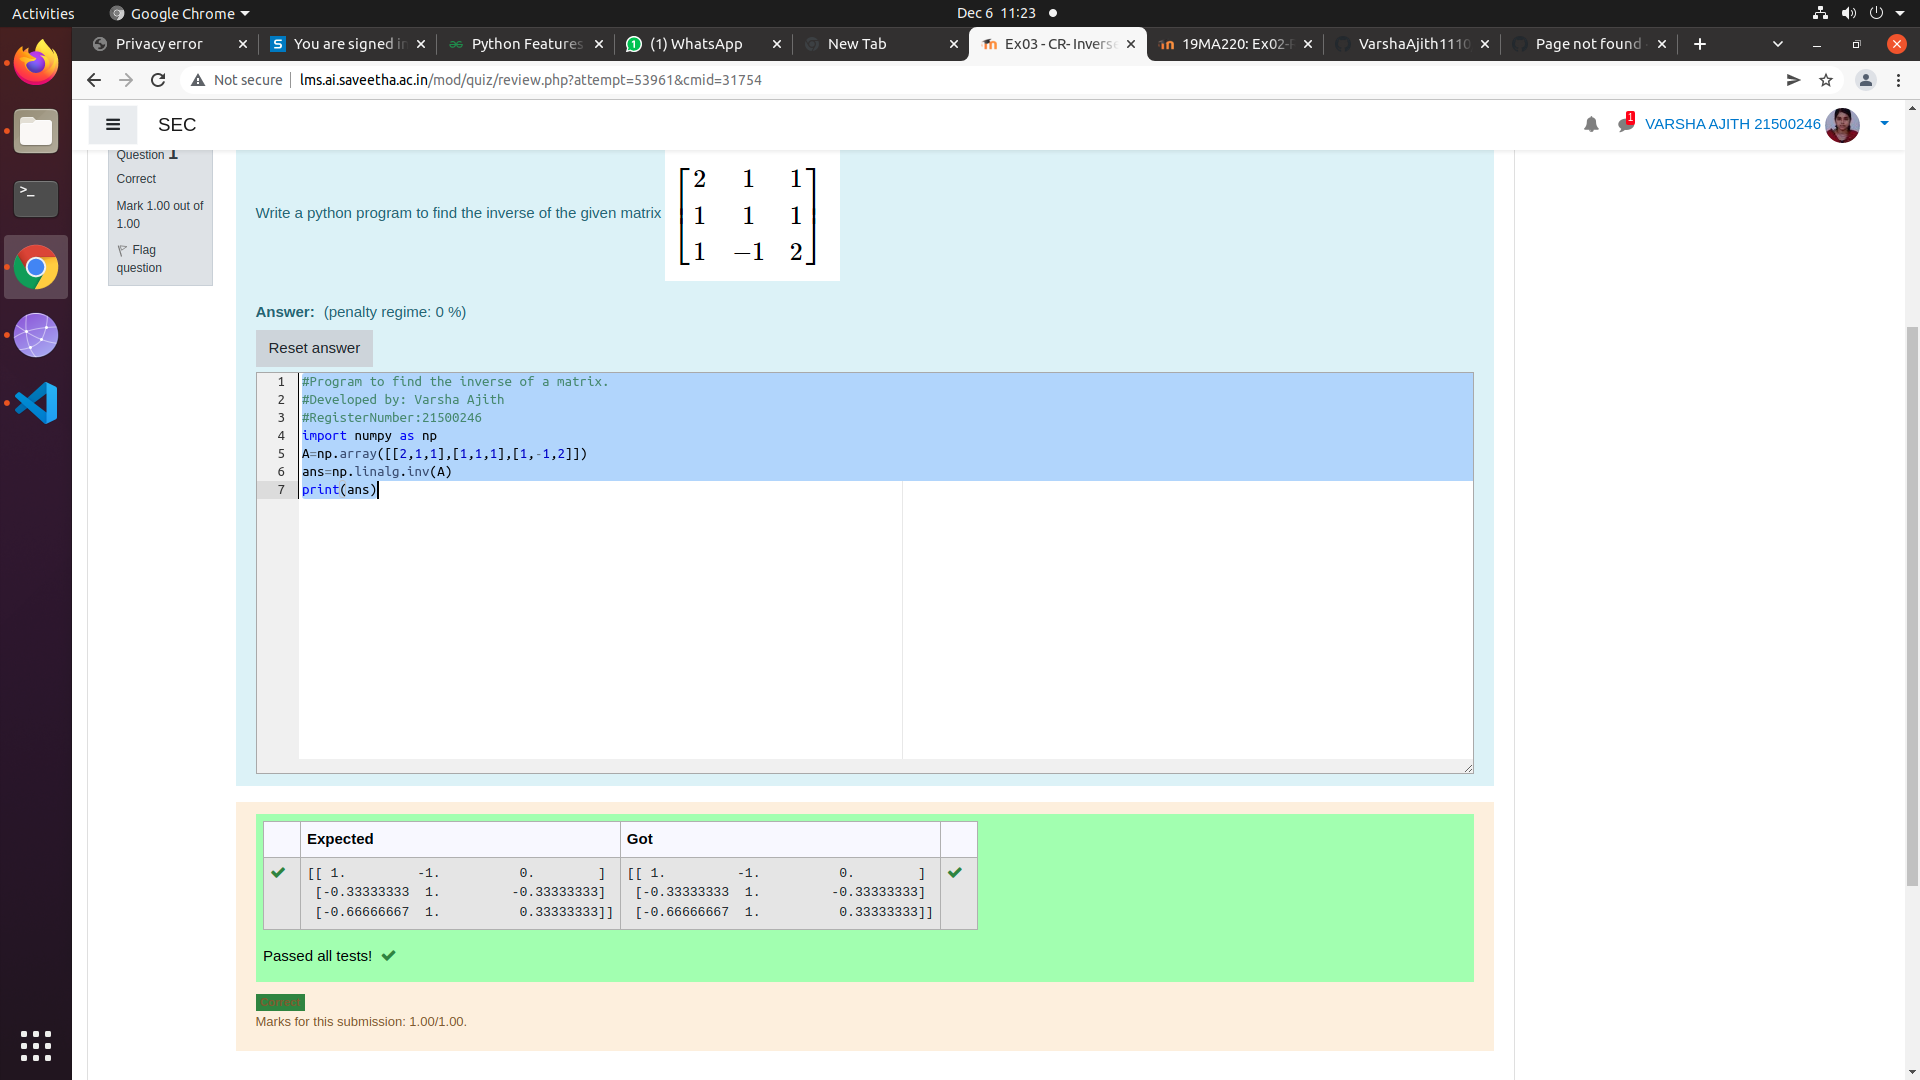 Activities
Google Chrome
Dec 6 11:23
Privacy error
You are signed in
Python Features
(1) WhatsApp
New Tab
Ex03 - CR- Inverse
19MA220: Ex02-
VarshaAjith1110
Page not found
Not secure
lms.ai.saveetha.ac.in/mod/quiz/review.php?attempt=53961&cmid=31754
SEC
1
VARSHA AJITH 21500246
Question 1
Correct
Mark 1.00 out of
1.00
Flag
question
Write a python program to find the inverse of the given matrix
2 1 1
1 1 1
1 −1 2
Answer: (penalty regime: 0 %)
Reset answer
1 #Program to find the inverse of a matrix.
2 #Developed by: Varsha Ajith
3 #RegisterNumber:21500246
4 import numpy as np
5 A=np.array([[2,1,1],[1,1,1],[1,-1,2]])
6 ans=np.linalg.inv(A)
7 print(ans)
Expected Got
[[ 1. -1. 0. ] [[ 1. -1. 0. ]
[-0.33333333 1. -0.33333333] [-0.33333333 1. -0.33333333]
[-0.66666667 1. 0.33333333]] [-0.66666667 1. 0.33333333]]
Passed all tests!
Correct
Marks for this submission: 1.00/1.00.